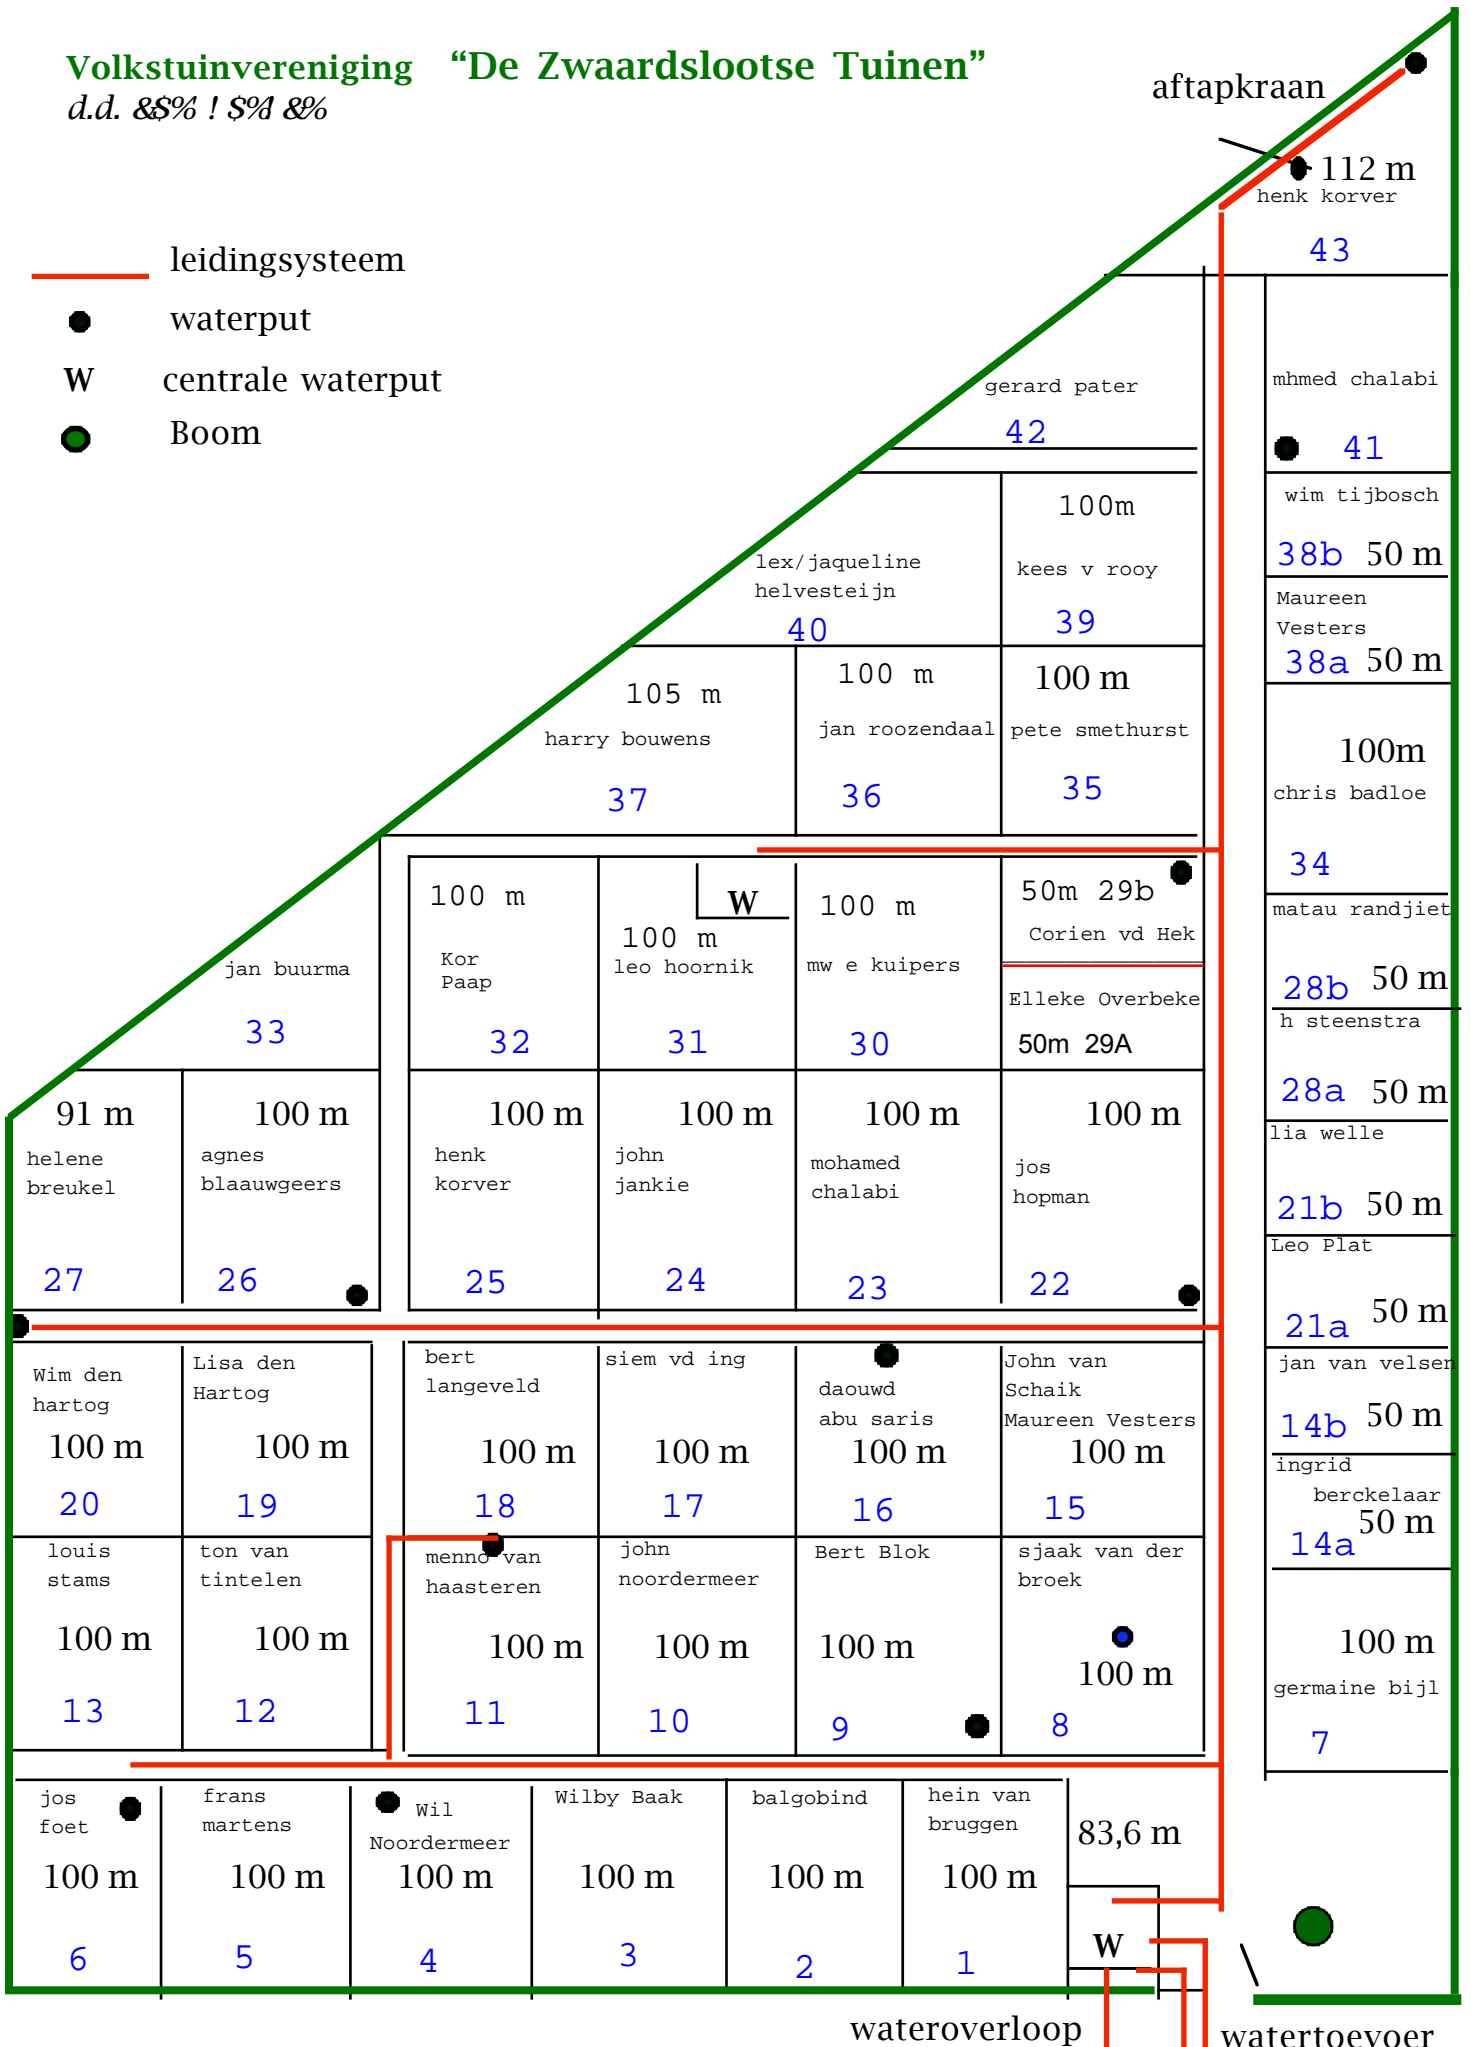 Volkstuinvereniging “De Zwaardslootse Tuinen”
d.d. &$% ! $%! &%
aftapkraan
112 m
henk korver
43
leidingsysteem
waterput
W centrale waterput
Boom
gerard pater
42
mhmed chalabi
41
100m
kees v rooy
39
lex/jaqueline
helvesteijn
40
wim tijbosch
38b 50 m
Maureen
Vesters
38a 50 m
105 m
harry bouwens
37
100 m
jan roozendaal
36
100 m
pete smethurst
35
100m
chris badloe
34
jan buurma
33
100 m
Kor
Paap
32
W
100 m
leo hoornik
31
100 m
mw e kuipers
30
50m 29b
Corien vd Hek
Elleke Overbeke
50m 29A
matau randjiet
28b 50 m
h steenstra
28a 50 m
91 m
helene
breukel
27
100 m
agnes
blaauwgeers
26
100 m
henk
korver
25
100 m
john
jankie
24
100 m
mohamed
chalabi
23
100 m
jos
hopman
22
lia welle
21b 50 m
Leo Plat
21a 50 m
Wim den
hartog
100 m
20
Lisa den
Hartog
100 m
19
bert
langeveld
100 m
18
siem vd ing
100 m
17
daouwd
abu saris
100 m
16
John van
Schaik
Maureen Vesters
100 m
15
jan van velsen
14b 50 m
ingrid
berckelaar
50 m
14a
louis
stams
100 m
13
ton van
tintelen
100 m
12
menno van
haasteren
100 m
11
john
noordermeer
100 m
10
Bert Blok
100 m
9
sjaak van der
broek
100 m
8
100 m
germaine bijl
7
jos
foet
100 m
6
frans
martens
100 m
5
Wil
Noordermeer
100 m
4
Wilby Baak
100 m
3
balgobind
100 m
2
hein van
bruggen
100 m
1
83,6 m
W
wateroverloop
watertoevoer